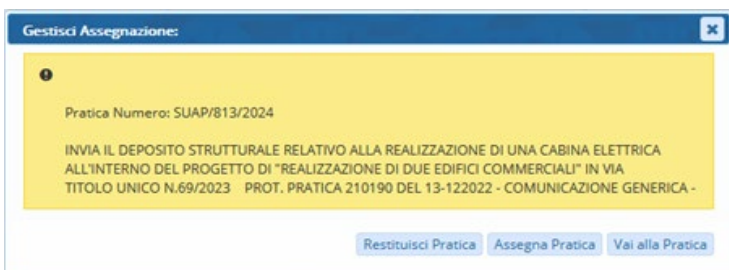 Gestisci Assegnazione:
Pratica Numero: SUAP/813/2024
INVIA IL DEPOSITO STRUTTURALE RELATIVO ALLA REALIZZAZIONE DI UNA CABINA ELETTRICA
ALL'INTERNO DEL PROGETTO DI "REALIZZAZIONE DI DUE EDIFICI COMMERCIALI" IN VIA
TITOLO UNICO N.69/2023 PROT. PRATICA 210190 DEL 13-122022 - COMUNICAZIONE GENERICA -
Restituisci Pratica Assegna Pratica Vai alla Pratica